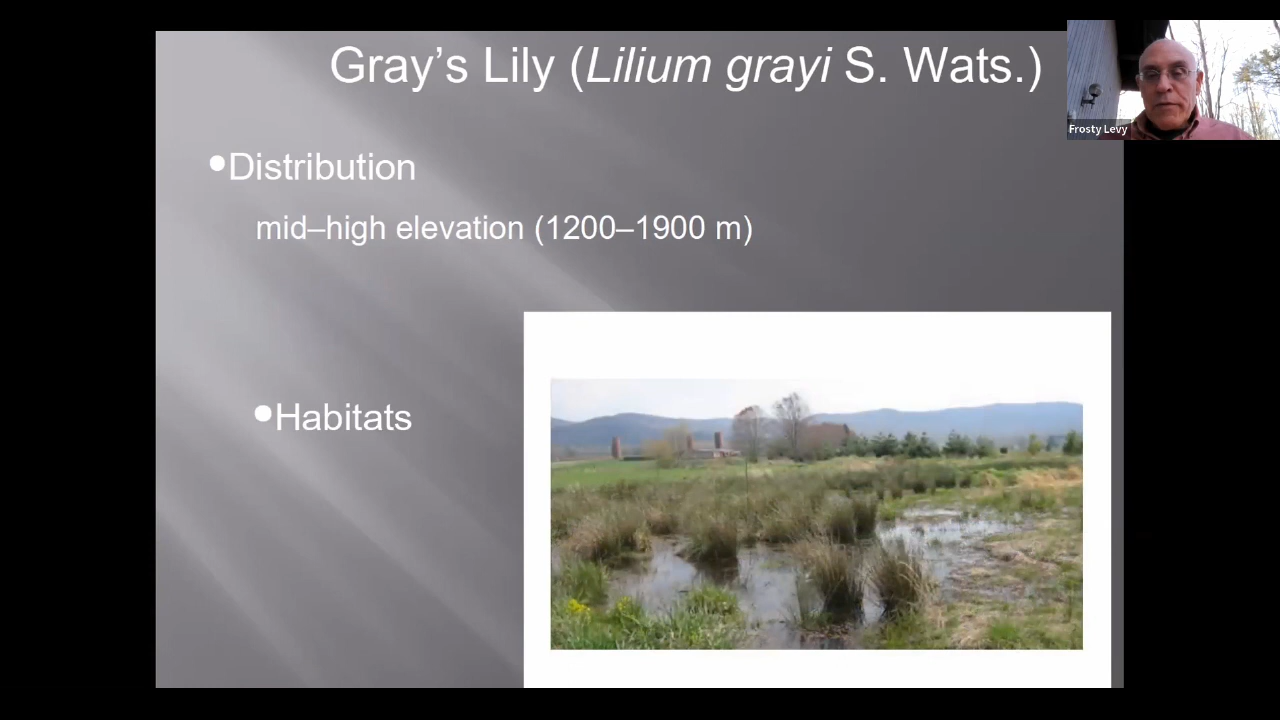 Gray’s Lily (Lilium grayi S. Wats.)
Frosty Levy
•Distribution
mid–high elevation (1200–1900 m)
•Habitats